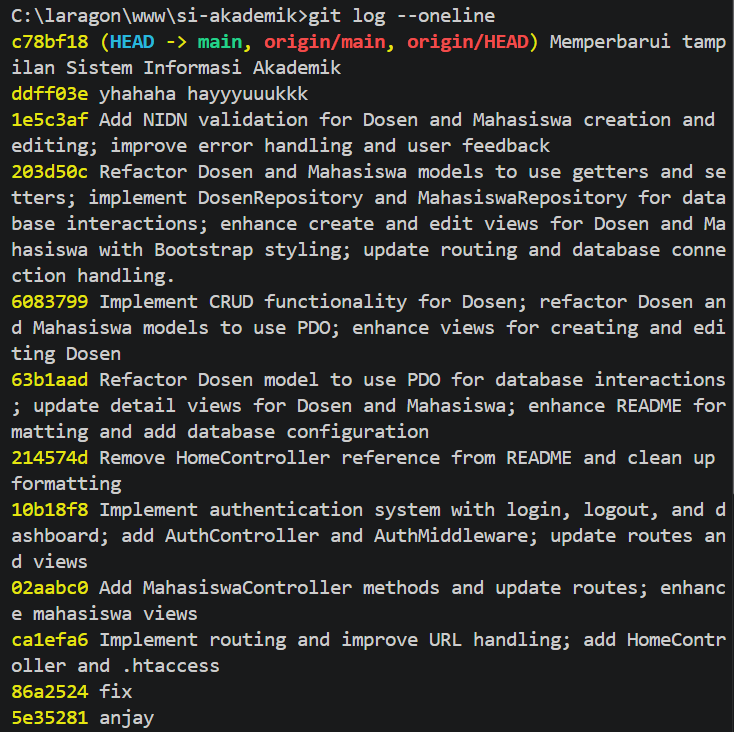 C:\laragon\www\si-akademik>git log --oneline
c78bf18 (HEAD -> main, origin/main, origin/HEAD) Memperbarui tamp
ilan Sistem Informasi Akademik
ddff03e yhahaha hayyyuuukkk
1e5c3af Add NIDN validation for Dosen and Mahasiswa creation and
editing; improve error handling and user feedback
203d50c Refactor Dosen and Mahasiswa models to use getters and se
tters; implement DosenRepository and MahasiswaRepository for data
base interactions; enhance create and edit views for Dosen and Ma
hasiswa with Bootstrap styling; update routing and database conne
ction handling.
6083799 Implement CRUD functionality for Dosen; refactor Dosen an
d Mahasiswa models to use PDO; enhance views for creating and edi
ting Dosen
63b1aad Refactor Dosen model to use PDO for database interactions
; update detail views for Dosen and Mahasiswa; enhance README for
matting and add database configuration
214574d Remove HomeController reference from README and clean up
formatting
10b18f8 Implement authentication system with login, logout, and d
ashboard; add AuthController and AuthMiddleware; update routes an
d views
02aabc0 Add MahasiswaController methods and update routes; enhanc
e mahasiswa views
ca1efa6 Implement routing and improve URL handling; add HomeContr
oller and .htaccess
86a2524 fix
5e35281 anjay